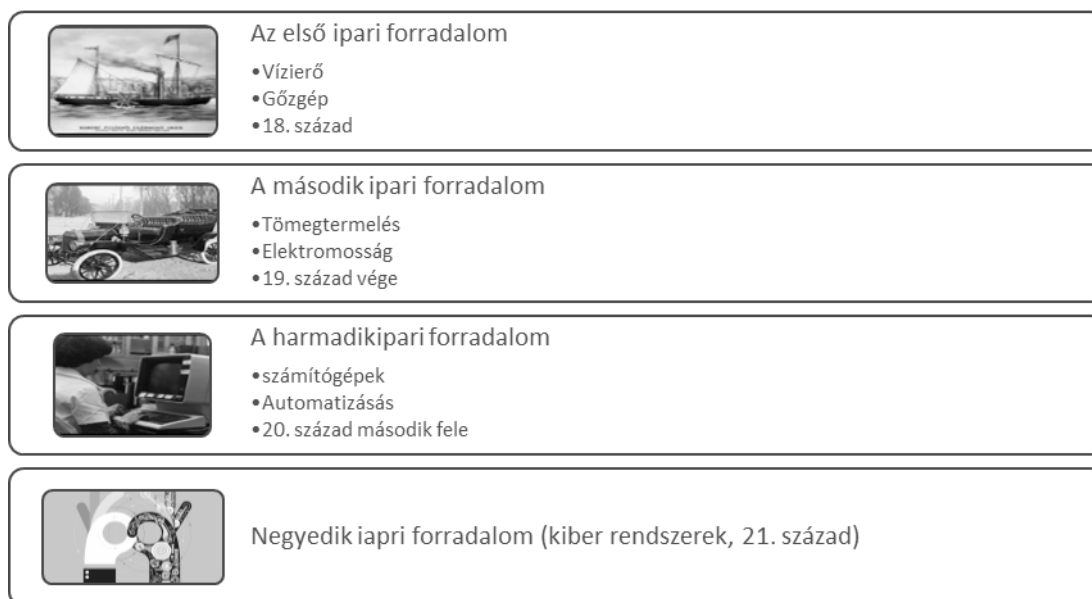 Az első ipari forradalom
•Vízierő
•Gőzgép
•18. század
A második ipari forradalom
•Tömegtermelés
•Elektromosság
•19. század vége
A harmadikipari forradalom
•számítógépek
•Automatizásás
•20. század második fele
Negyedik iapri forradalom (kiber rendszerek, 21. század)